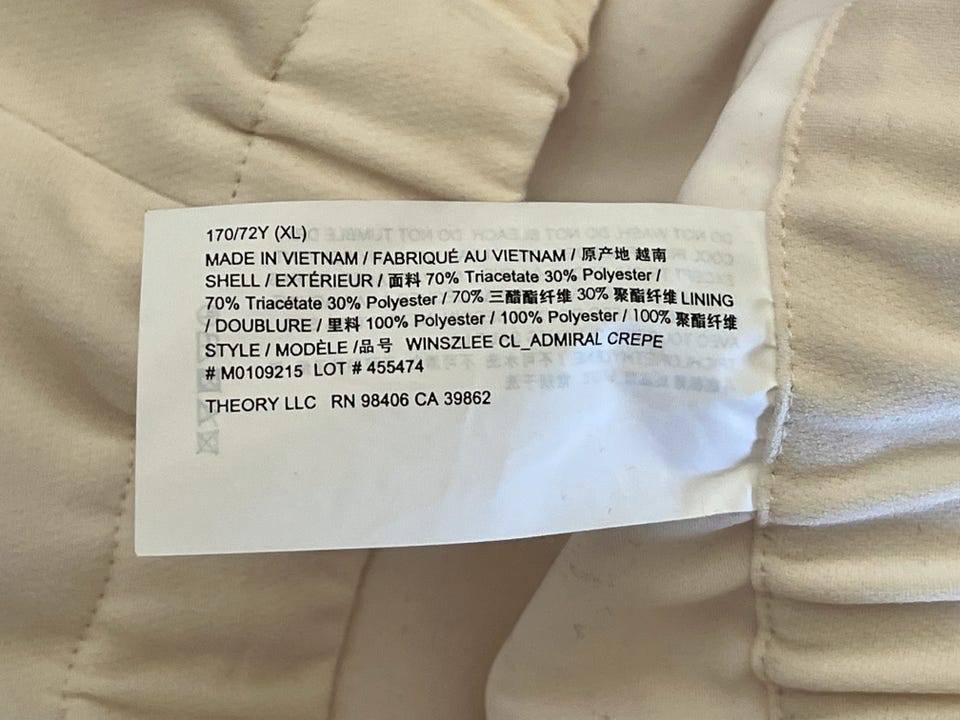 170/72Y (XL)
MADE IN VIETNAM / FABRIQUÉ AU VIETNAM / 原产地 越南
SHELL / EXTÉRIEUR / 面料 70% Triacetate 30% Polyester /
70% Triacétate 30% Polyester / 70% 三醋酯纤维 30% 聚酯纤维 LINING
/ DOUBLURE / 里料 100% Polyester / 100% Polyester / 100% 聚酯纤维
STYLE / MODÈLE /品号 WINSZLEE CL_ADMIRAL CREPE
# M0109215 LOT # 455474
THEORY LLC RN 98406 CA 39862